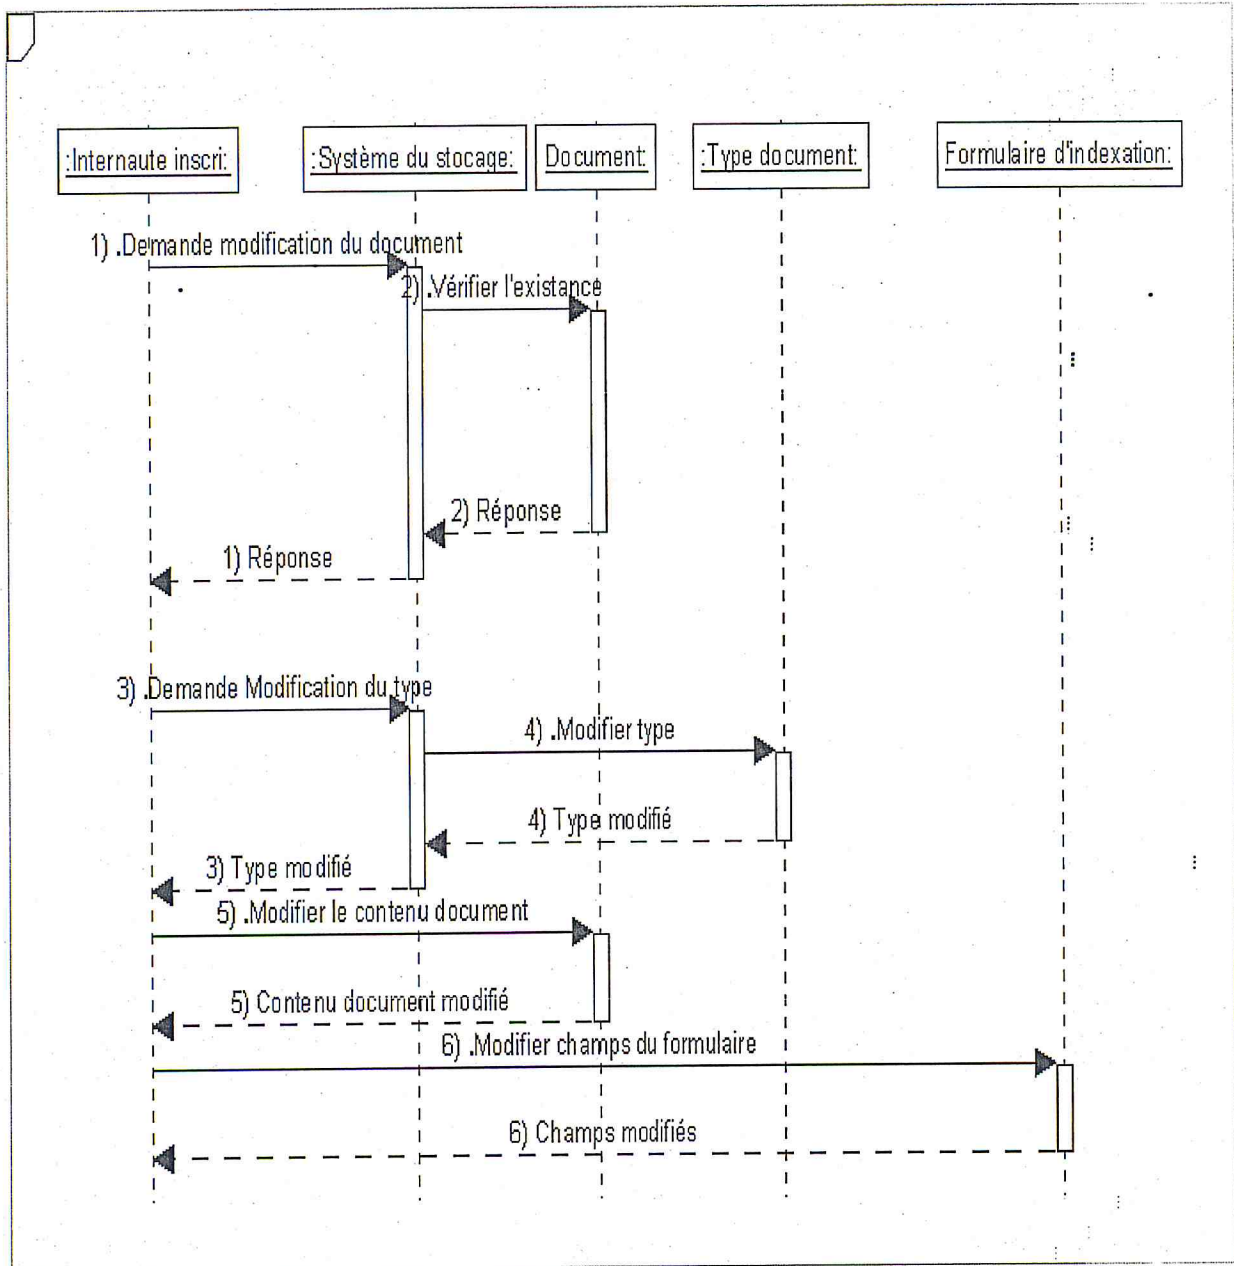 :Internaute inscri:
:Système du stocage:
Document:
:Type document:
Formulaire d'indexation:
1) .Demande modification du document
2) .Vérifier l'existance
2) Réponse
1) Réponse
3) .Demande Modification du type
4) .Modifier type
4) Type modifié
3) Type modifié
5) .Modifier le contenu document
5) Contenu document modifié
6) .Modifier champs du formulaire
6) Champs modifiés